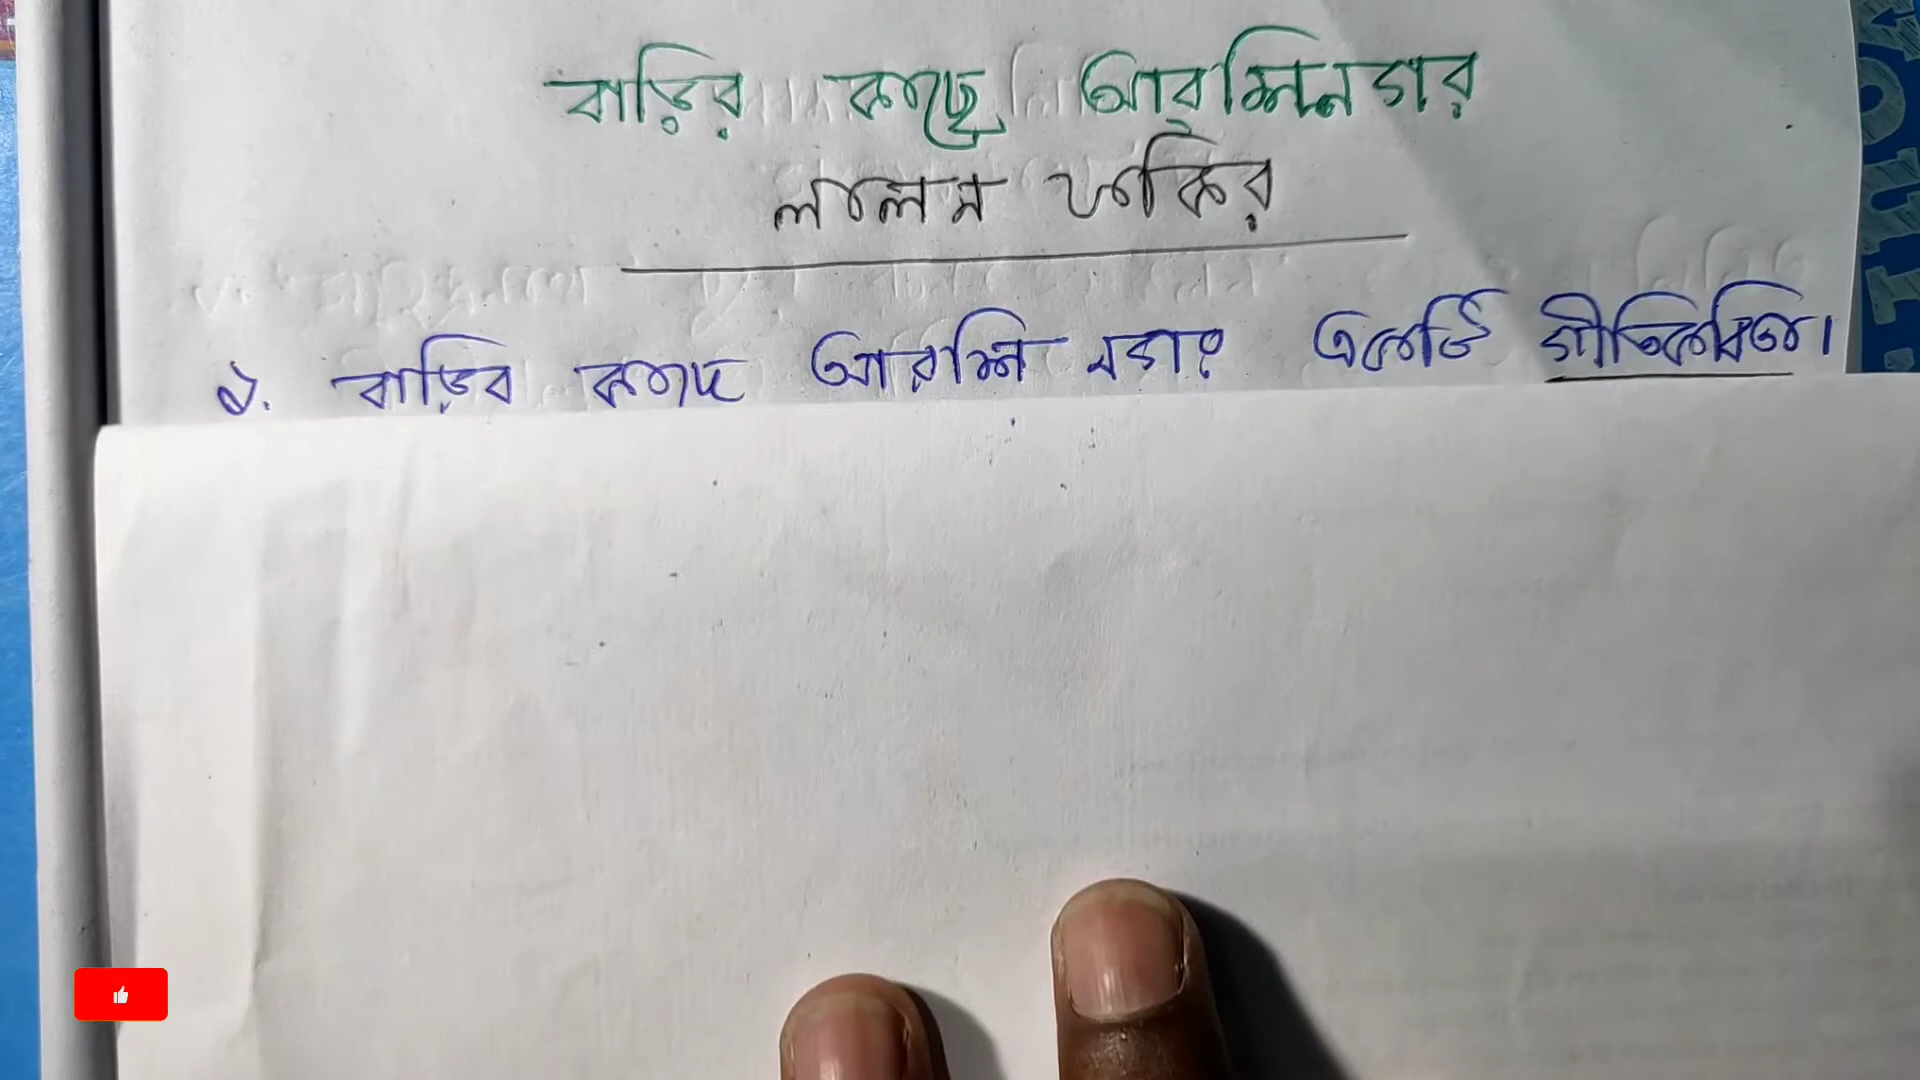 বাড়ির কাছে আরশিনগর
লালন ফকির
১. বাড়ির কাছে আরশি নগর একটি গীতিকবিতা।